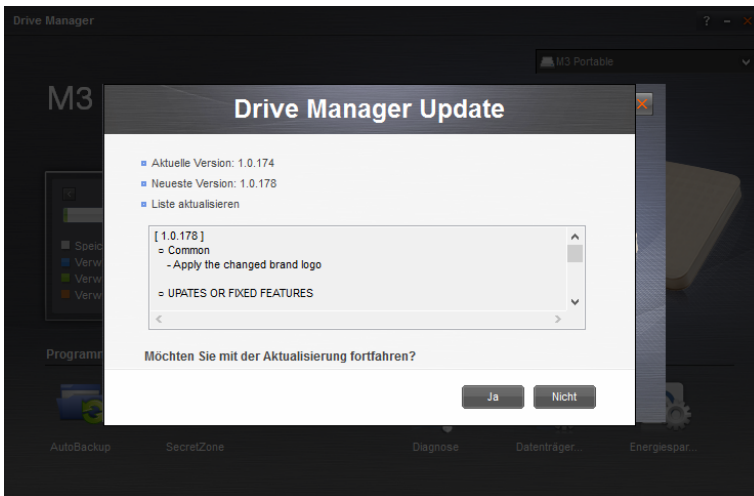 Drive Manager
? – ×
M3 Portable
M3
Drive Manager Update
Aktuelle Version: 1.0.174
Neueste Version: 1.0.178
Liste aktualisieren
[ 1.0.178 ]
Common
- Apply the changed brand logo
UPATES OR FIXED FEATURES
Möchten Sie mit der Aktualisierung fortfahren?
Ja Nicht
AutoBackup SecretZone Diagnose Datenträger... Energiespar...